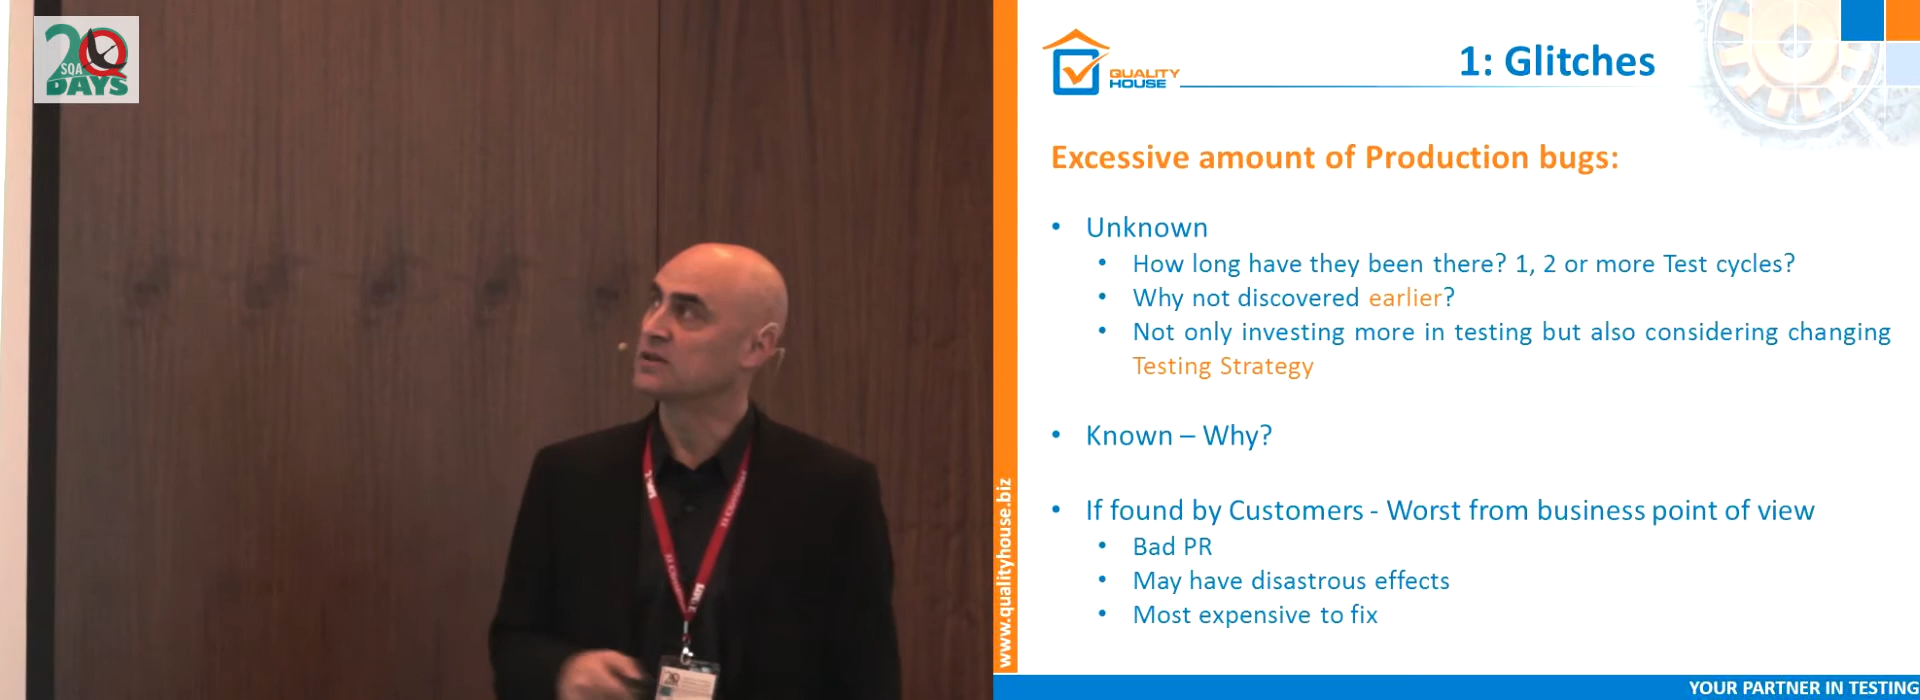 20
SQA
DAYS
QUALITY
HOUSE
1: Glitches
Excessive amount of Production bugs:
• Unknown
• How long have they been there? 1, 2 or more Test cycles?
• Why not discovered earlier?
• Not only investing more in testing but also considering changing
Testing Strategy
• Known – Why?
• If found by Customers - Worst from business point of view
• Bad PR
• May have disastrous effects
• Most expensive to fix
www.qualityhouse.biz
YOUR PARTNER IN TESTING
20